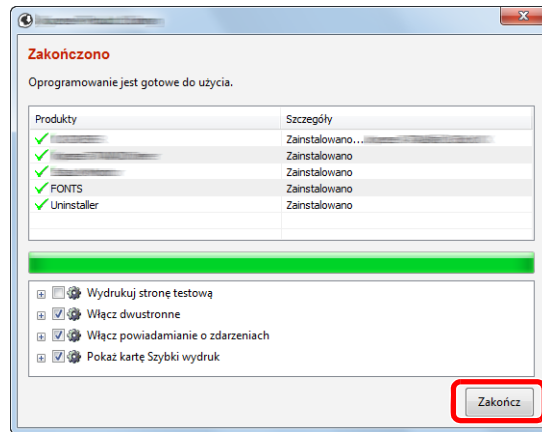 Zakończono
Oprogramowanie jest gotowe do użycia.
Produkty Szczegóły
Zainstalowano...
Zainstalowano
Zainstalowano
FONTS Zainstalowano
Uninstaller Zainstalowano
Wydrukuj stronę testową
Włącz dwustronne
Włącz powiadamianie o zdarzeniach
Pokaż kartę Szybki wydruk
Zakończ